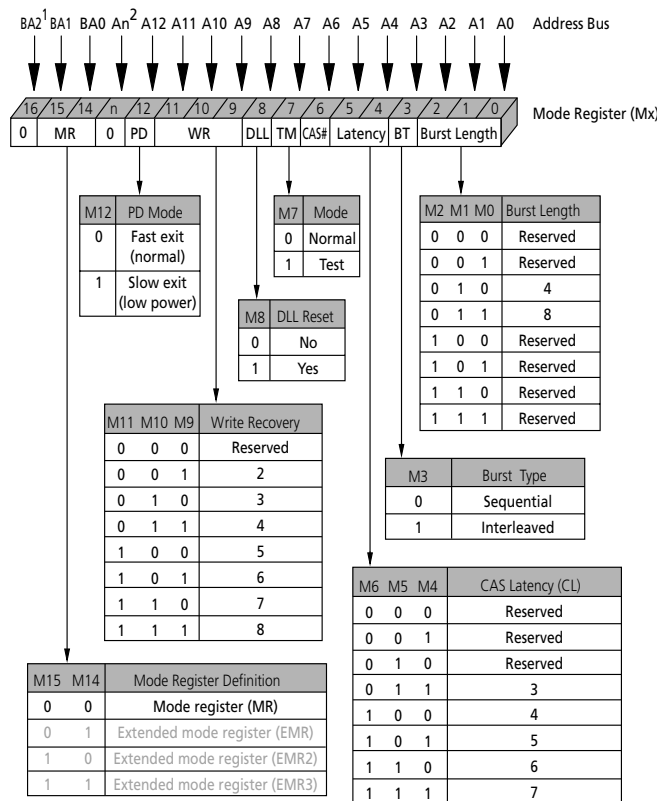 BA2¹ BA1 BA0 An² A12 A11 A10 A9 A8 A7 A6 A5 A4 A3 A2 A1 A0 Address Bus
16 15 14 n 12 11 10 9 8 7 6 5 4 3 2 1 0 Mode Register (Mx)
0 MR 0 PD WR DLL TM CAS# Latency BT Burst Length
M12 PD Mode
0 Fast exit
(normal)
1 Slow exit
(low power)
M7 Mode
0 Normal
1 Test
M2 M1 M0 Burst Length
0 0 0 Reserved
0 0 1 Reserved
0 1 0 4
0 1 1 8
1 0 0 Reserved
1 0 1 Reserved
1 1 0 Reserved
1 1 1 Reserved
M8 DLL Reset
0 No
1 Yes
M11 M10 M9 Write Recovery
0 0 0 Reserved
0 0 1 2
0 1 0 3
0 1 1 4
1 0 0 5
1 0 1 6
1 1 0 7
1 1 1 8
M3 Burst Type
0 Sequential
1 Interleaved
M6 M5 M4 CAS Latency (CL)
0 0 0 Reserved
0 0 1 Reserved
0 1 0 Reserved
0 1 1 3
1 0 0 4
1 0 1 5
1 1 0 6
1 1 1 7
M15 M14 Mode Register Definition
0 0 Mode register (MR)
0 1 Extended mode register (EMR)
1 0 Extended mode register (EMR2)
1 1 Extended mode register (EMR3)